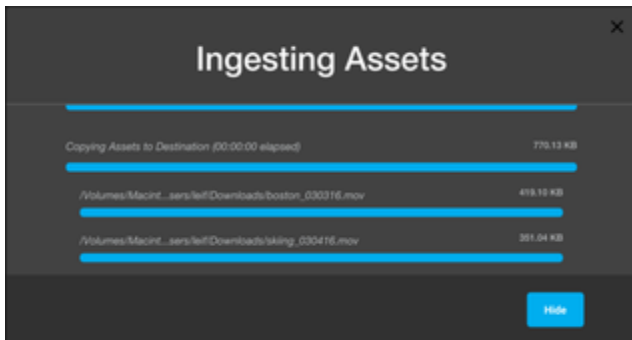 Ingesting Assets
Copying Assets to Destination (00:00:00 elapsed) 770.13 KB
/Volumes/Macint...sers/leif/Downloads/boston_030316.mov 419.10 KB
/Volumes/Macint...sers/leif/Downloads/skiing_030416.mov 351.04 KB
Hide